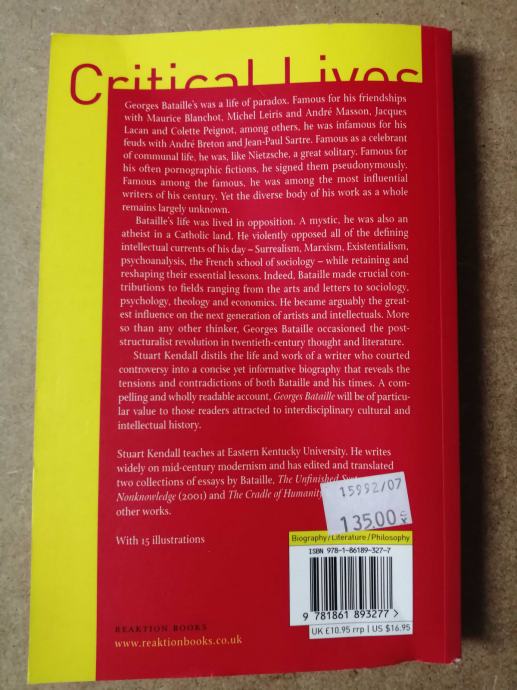 Critical Lives
Georges Bataille's was a life of paradox. Famous for his friendships
with Maurice Blanchot, Michel Leiris and André Masson, Jacques
Lacan and Colette Peignot, among others, he was infamous for his
feuds with André Breton and Jean-Paul Sartre. Famous as a celebrant
of communal life, he was, like Nietzsche, a great solitary. Famous for
his often pornographic fictions, he signed them pseudonymously.
Famous among the famous, he was among the most influential
writers of his century. Yet the diverse body of his work as a whole
remains largely unknown.
Bataille's life was lived in opposition. A mystic, he was also an
atheist in a Catholic land. He violently opposed all of the defining
intellectual currents of his day – Surrealism, Marxism, Existentialism,
psychoanalysis, the French school of sociology – while retaining and
reshaping their essential lessons. Indeed, Bataille made crucial con-
tributions to fields ranging from the arts and letters to sociology,
psychology, theology and economics. He became arguably the great-
est influence on the next generation of artists and intellectuals. More
so than any other thinker, Georges Bataille occasioned the post-
structuralist revolution in twentieth-century thought and literature.
Stuart Kendall distils the life and work of a writer who courted
controversy into a concise yet informative biography that reveals the
tensions and contradictions of both Bataille and his times. A com-
pelling and wholly readable account, Georges Bataille will be of particu-
lar value to those readers attracted to interdisciplinary cultural and
intellectual history.
Stuart Kendall teaches at Eastern Kentucky University. He writes
widely on mid-century modernism and has edited and translated
two collections of essays by Bataille, The Unfinished
Nonknowledge (2001) and The Cradle of Humanity
other works.
15992/07
135,00
With 15 illustrations
Biography/Literature/Philosophy
ISBN 978-1-86189-327-7
9 781861 893277 >
UK £10.95 rrp | US $16.95
REAKTION BOOKS
www.reaktionbooks.co.uk